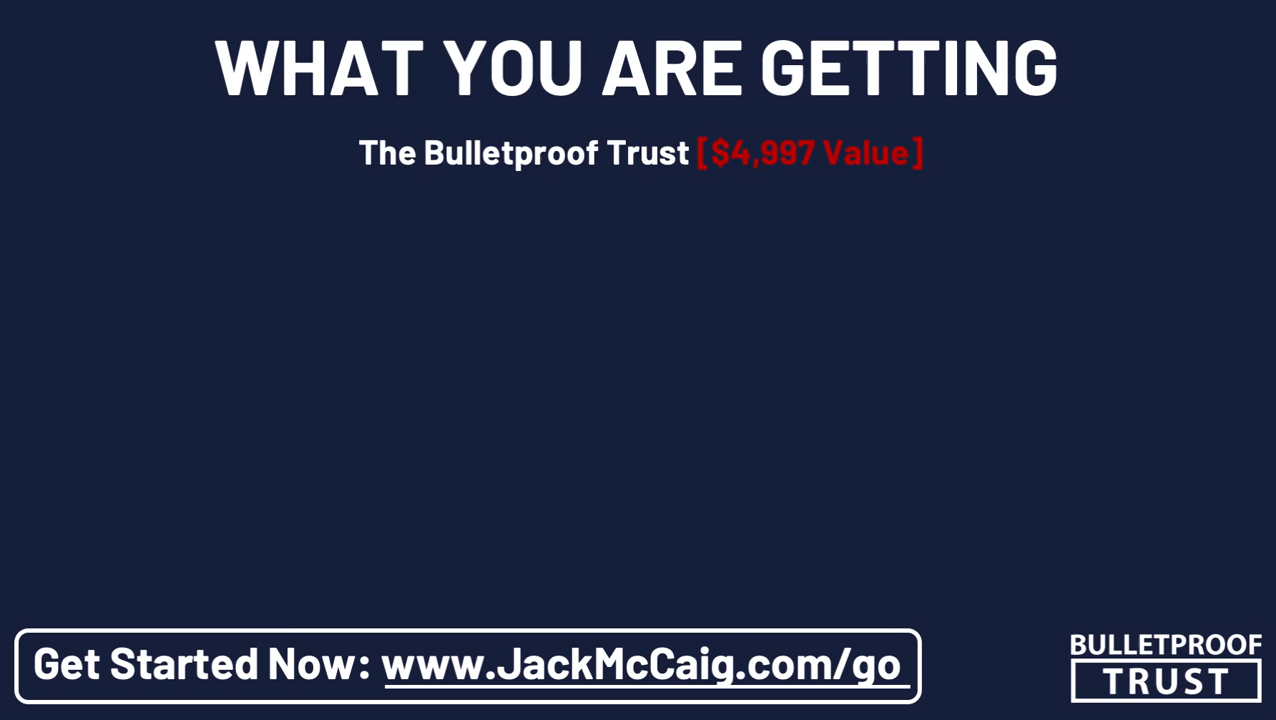 WHAT YOU ARE GETTING
The Bulletproof Trust [$4,997 Value]
Get Started Now: www.JackMcCaig.com/go
BULLETPROOF
TRUST